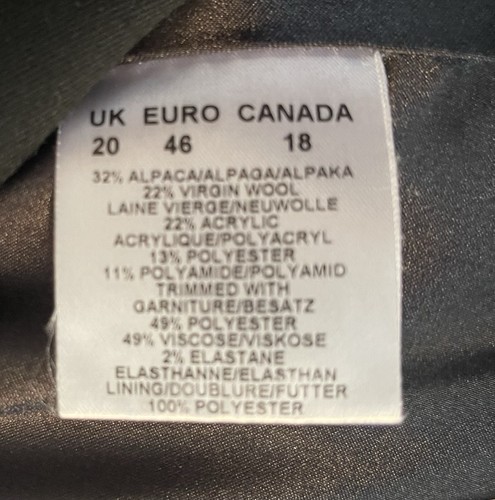 UK EURO CANADA
20 46 18
32% ALPACA/ALPAGA/ALPAKA
22% VIRGIN WOOL
LAINE VIERGE/NEUWOLLE
22% ACRYLIC
ACRYLIQUE/POLYACRYL
13% POLYESTER
11% POLYAMIDE/POLYAMID
TRIMMED WITH
GARNITURE/BESATZ
49% POLYESTER
49% VISCOSE/VISKOSE
2% ELASTANE
ELASTHANNE/ELASTHAN
LINING/DOUBLURE/FUTTER
100% POLYESTER